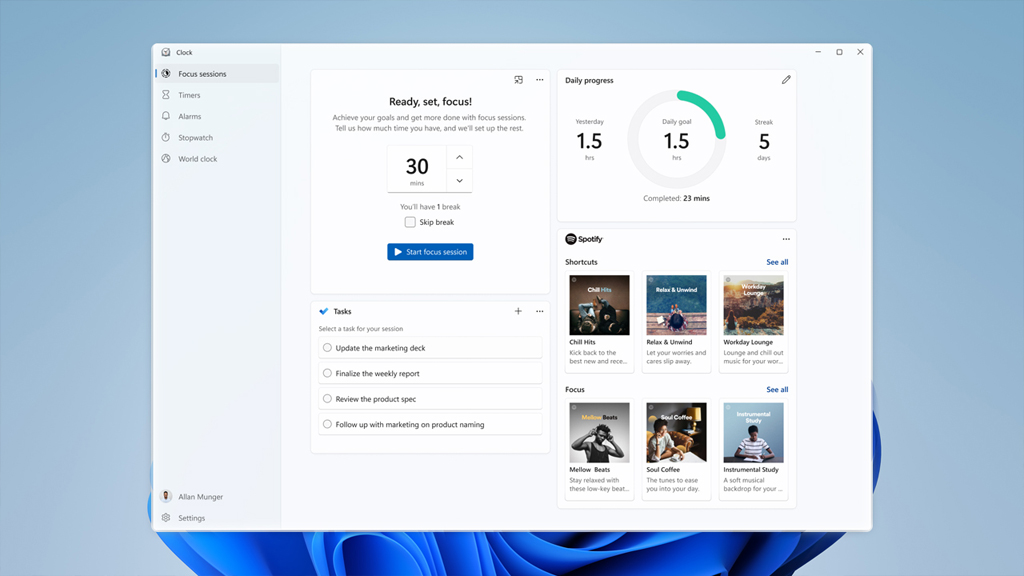 Clock
Focus sessions
Timers
Alarms
Stopwatch
World clock
Allan Munger
Settings
Ready, set, focus!
Achieve your goals and get more done with focus sessions.
Tell us how much time you have, and we'll set up the rest.
30
mins
You'll have 1 break
Skip break
Start focus session
Tasks
Select a task for your session
Update the marketing deck
Finalize the weekly report
Review the product spec
Follow up with marketing on product naming
Daily progress
Yesterday
1.5
hrs
Daily goal
1.5
hrs
Streak
5
days
Completed: 23 mins
Spotify
Shortcuts
See all
Chill Hits
Chill Hits
Kick back to the
best new and rece...
Relax & Unwind
Relax & Unwind
Let your worries and
cares slip away.
Workday
Lounge
Workday Lounge
Lounge and chill out
music for your wor...
Focus
See all
Mellow Beats
Mellow Beats
Stay relaxed with
these low-key beat...
Soul Coffee
Soul Coffee
The tunes to ease
you into your day.
Instrumental
Study
Instrumental Study
A soft musical
backdrop for your ...